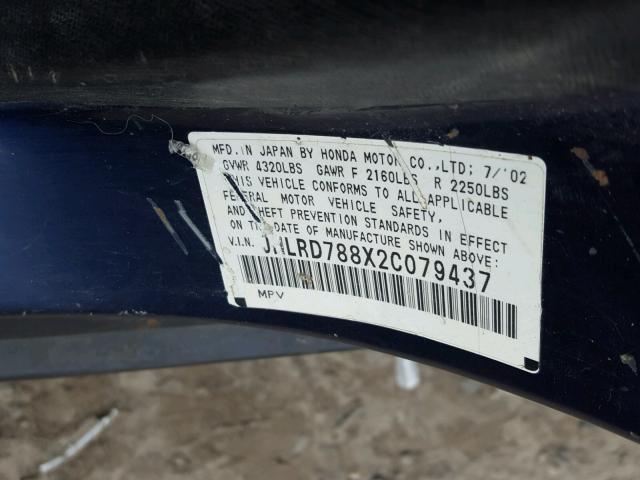 MFD. IN JAPAN BY HONDA MOTOR CO.,LTD; 7/'02
GVWR 4320LBS GAWR F 2160LBS R 2250LBS
THIS VEHICLE CONFORMS TO ALL APPLICABLE
FEDERAL MOTOR VEHICLE SAFETY,
AND THEFT PREVENTION STANDARDS IN EFFECT
ON THE DATE OF MANUFACTURE SHOWN ABOVE:
V.I.N. JHLRD788X2C079437
MPV